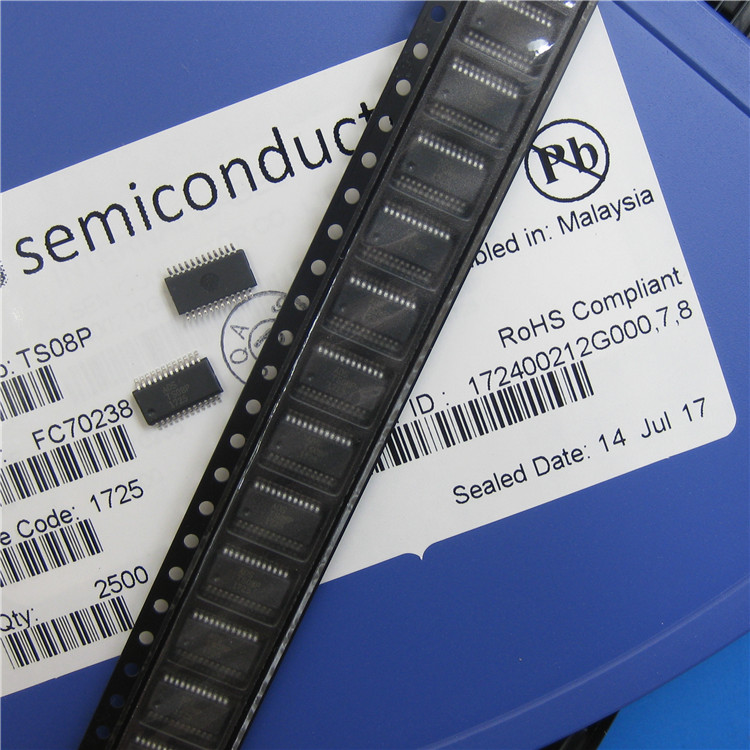 semiconduct
Pb
bled in: Malaysia
RoHS Compliant
o: TS08P
QA
ID : 172400212G000,7,8
FC70238
Sealed Date: 14 Jul 17
e Code: 1725
Qty: 2500